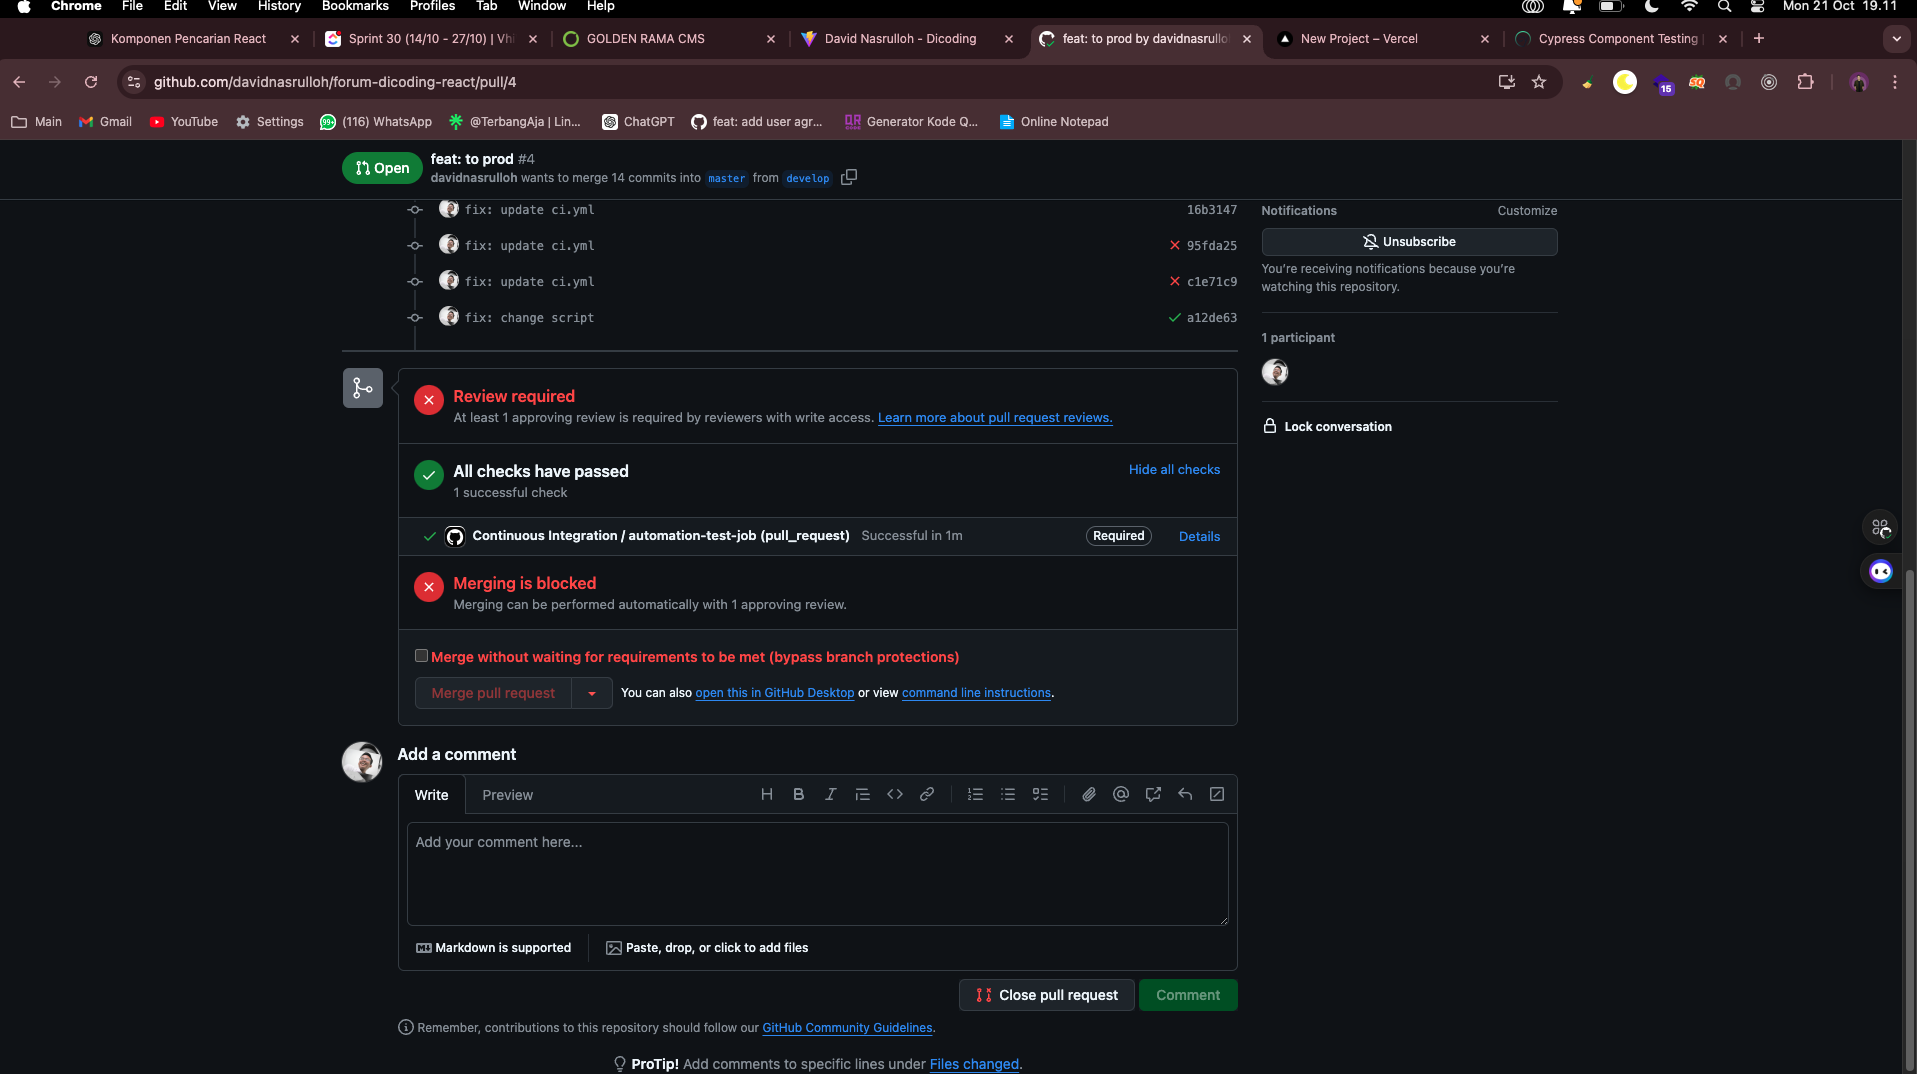 Chrome File Edit View History Bookmarks Profiles Tab Window Help Mon 21 Oct 19.11
Komponen Pencarian React Sprint 30 (14/10 - 27/10) | Vhi GOLDEN RAMA CMS David Nasrulloh - Dicoding feat: to prod by davidnasrullo New Project – Vercel Cypress Component Testing
github.com/davidnasrulloh/forum-dicoding-react/pull/4 15
Main Gmail YouTube Settings 99+ (116) WhatsApp @TerbangAja | Lin... ChatGPT feat: add user agr... QR Generator Kode Q... Online Notepad
Open
feat: to prod #4
davidnasrulloh wants to merge 14 commits into master from develop
fix: update ci.yml 16b3147
fix: update ci.yml 95fda25
fix: update ci.yml c1e71c9
fix: change script a12de63
Review required
At least 1 approving review is required by reviewers with write access. Learn more about pull request reviews.
All checks have passed Hide all checks
1 successful check
Continuous Integration / automation-test-job (pull_request) Successful in 1m Required Details
Merging is blocked
Merging can be performed automatically with 1 approving review.
Merge without waiting for requirements to be met (bypass branch protections)
Merge pull request You can also open this in GitHub Desktop or view command line instructions.
Add a comment
Write Preview
Add your comment here...
Markdown is supported Paste, drop, or click to add files
Close pull request Comment
Remember, contributions to this repository should follow our GitHub Community Guidelines.
ProTip! Add comments to specific lines under Files changed.
Notifications Customize
Unsubscribe
You're receiving notifications because you're
watching this repository.
1 participant
Lock conversation